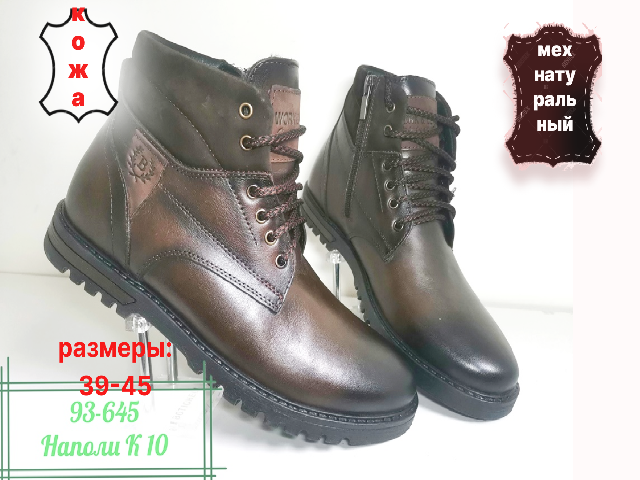 к
о
ж
а
мех
нату
раль
ный
размеры:
39-45
93-645
Наполи К 10